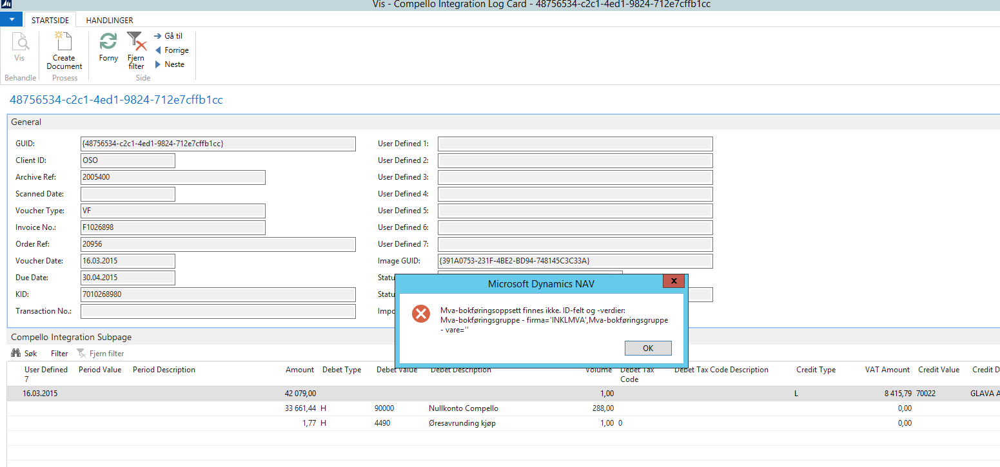 Vis - Compello Integration Log Card - 48756534-c2c1-4ed1-9824-712e7cffb1cc
STARTSIDE HANDLINGER
Vis
Create Document
Forny
Fjern filter
Gå til
Forrige
Neste
Behandle Prosess Side
48756534-c2c1-4ed1-9824-712e7cffb1cc
General
GUID: {48756534-c2c1-4ed1-9824-712e7cffb1cc} User Defined 1:
Client ID: OSO User Defined 2:
Archive Ref: 2005400 User Defined 3:
Scanned Date: User Defined 4:
Voucher Type: VF User Defined 5:
Invoice No.: F1026898 User Defined 6:
Order Ref: 20956 User Defined 7:
Voucher Date: 16.03.2015 Image GUID: {391A0753-231F-4BE2-BD94-748145C3C33A}
Due Date: 30.04.2015 Statu
KID: 7010268980 Statu
Transaction No.: Impo
Microsoft Dynamics NAV
x
Mva-bokføringsoppsett finnes ikke. ID-felt og -verdier:
Mva-bokføringsgruppe - firma='INKLMVA',Mva-bokføringsgruppe
- vare=''
OK
Compello Integration Subpage
Søk Filter Fjern filter
User Defined 7 Period Value Period Description Amount Debet Type Debet Value Debet Description Volume Debet Tax Code Debet Tax Code Description Credit Type VAT Amount Credit Value Credit D
16.03.2015 42 079,00 1,00 L 8 415,79 70022 GLAVA A
33 661,44 H 90000 Nullkonto Compello 288,00 0,00
1,77 H 4490 Øresavrunding kjøp 1,00 0 0,00